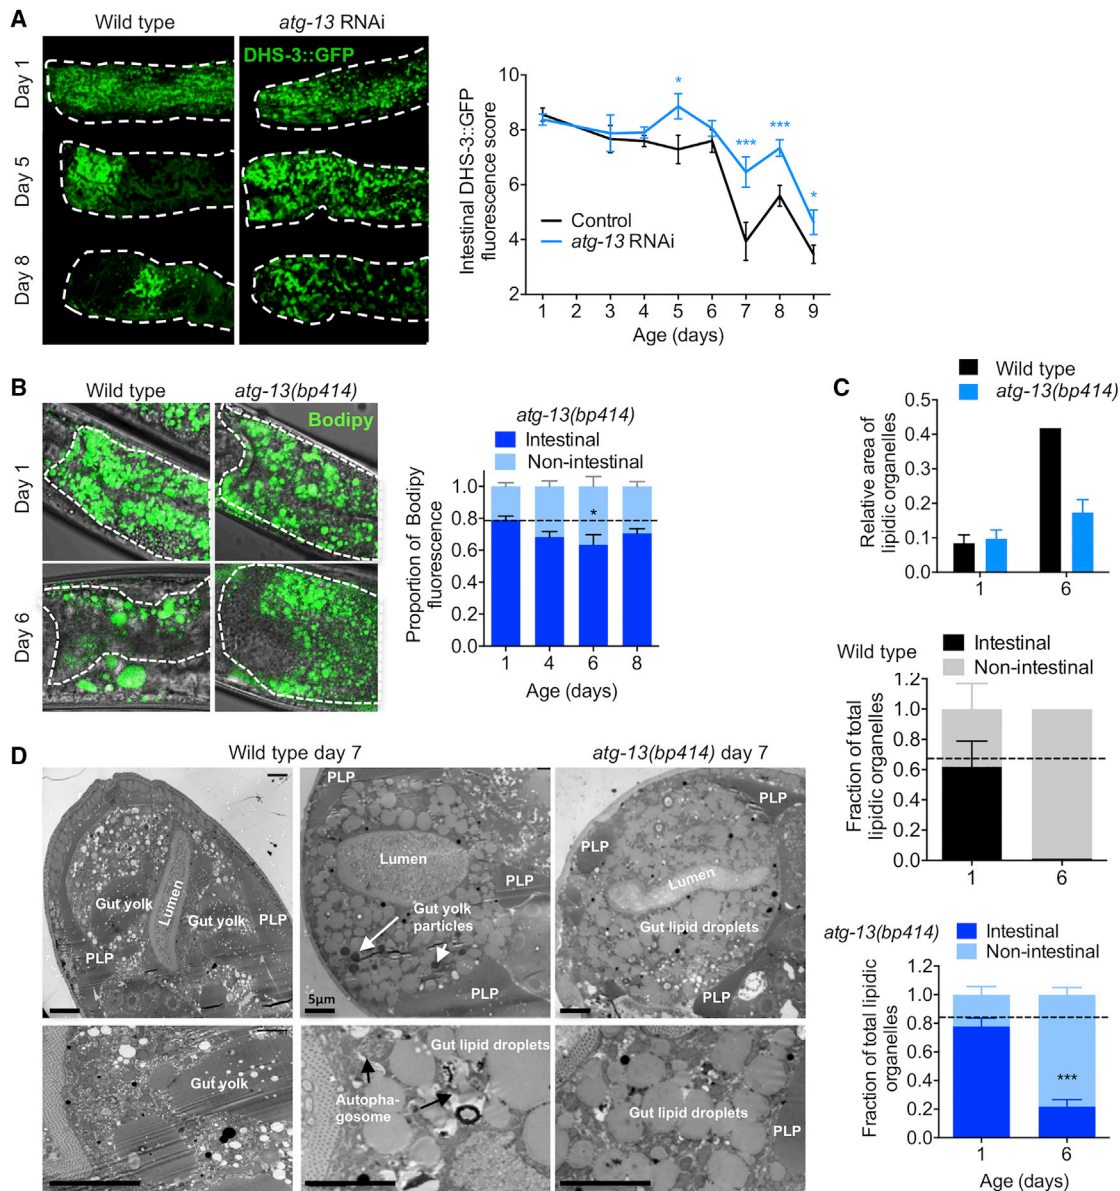 A
Wild type
atg-13 RNAi
DHS-3::GFP
Day 1
Day 5
Day 8
Intestinal DHS-3::GFP
fluorescence score
10
8
6
4
2
*
***
***
*
Control
atg-13 RNAi
1 2 3 4 5 6 7 8 9
Age (days)
B
Wild type
atg-13(bp414)
Bodipy
Day 1
Day 6
atg-13(bp414)
Intestinal
Non-intestinal
Proportion of Bodipy
fluorescence
1.0
0.8
0.6
0.4
0.2
0.0
*
1 4 6 8
Age (days)
C
Wild type
atg-13(bp414)
Relative area of
lipidic organelles
0.5
0.4
0.3
0.2
0.1
0.0
1 6
Wild type
Intestinal
Non-intestinal
Fraction of total
lipidic organelles
1.2
1.0
0.8
0.6
0.4
0.2
0.0
1 6
atg-13(bp414)
Intestinal
Non-intestinal
Fraction of total lipidic
organelles
1.2
1.0
0.8
0.6
0.4
0.2
0.0
***
1 6
Age (days)
D
Wild type day 7
atg-13(bp414) day 7
Gut yolk
Lumen
Gut yolk
PLP
PLP
PLP
Lumen
PLP
Gut yolk
particles
PLP
5µm
PLP
PLP
Lumen
Gut lipid droplets
PLP
Gut yolk
Gut lipid droplets
Autopha-
gosome
Gut lipid droplets
PLP